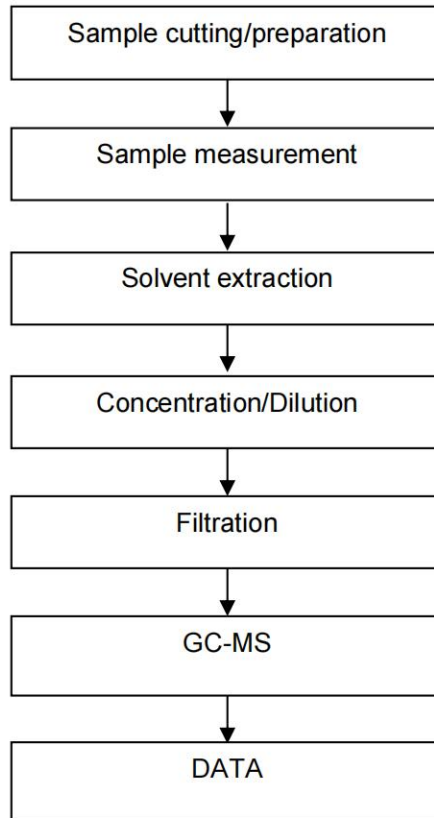 Sample cutting/preparation
Sample measurement
Solvent extraction
Concentration/Dilution
Filtration
GC-MS
DATA